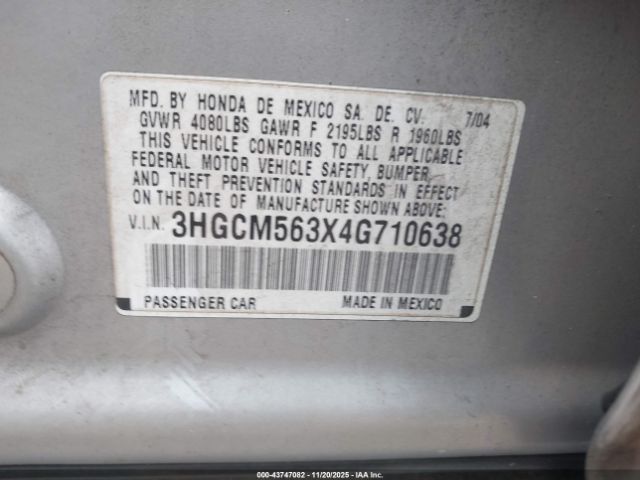 MFD. BY HONDA DE MEXICO SA. DE. CV. 7/04
GVWR 4080LBS GAWR F 2195LBS R 1960LBS
THIS VEHICLE CONFORMS TO ALL APPLICABLE
FEDERAL MOTOR VEHICLE SAFETY, BUMPER,
AND THEFT PREVENTION STANDARDS IN EFFECT
ON THE DATE OF MANUFACTURE SHOWN ABOVE:
V.I.N. 3HGCM563X4G710638
PASSENGER CAR MADE IN MEXICO
© 43747082 - 11/20/2025 - IAA Inc.